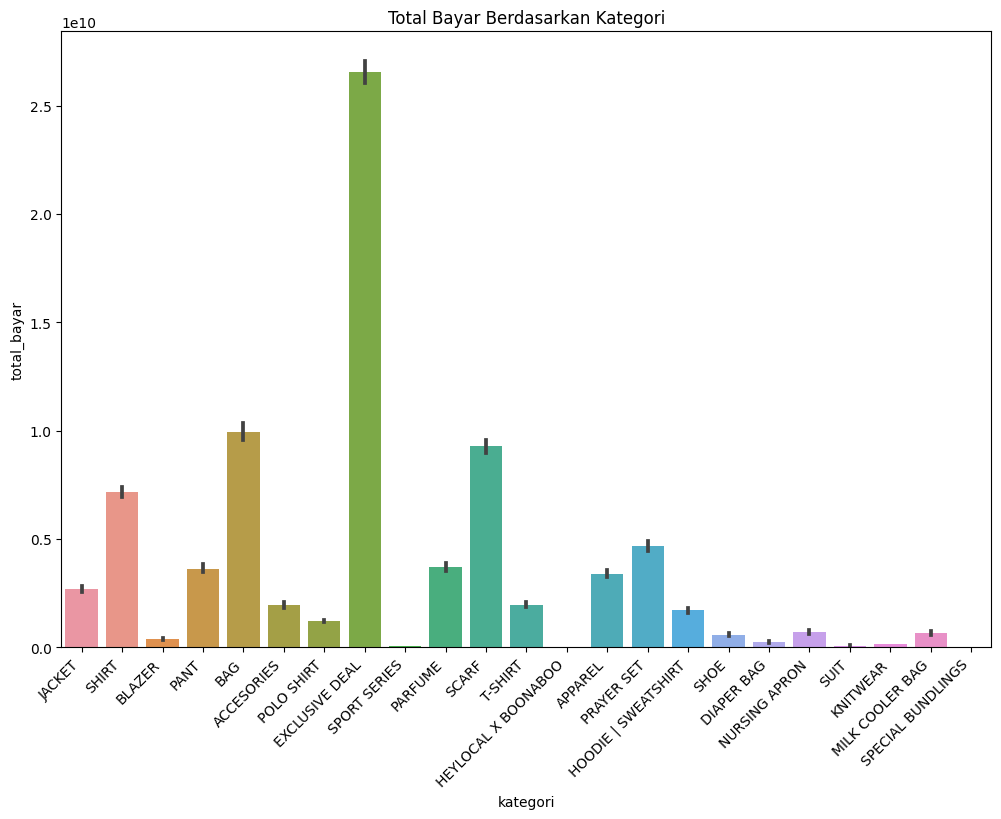 Total Bayar Berdasarkan Kategori
1e10
2.5
2.0
1.5
1.0
0.5
0.0
total_bayar
JACKET
SHIRT
BLAZER
PANT
BAG
ACCESORIES
POLO SHIRT
EXCLUSIVE DEAL
SPORT SERIES
PARFUME
SCARF
T-SHIRT
HEYLOCAL X BOONABOO
APPAREL
PRAYER SET
HOODIE | SWEATSHIRT
SHOE
DIAPER BAG
NURSING APRON
SUIT
KNITWEAR
MILK COOLER BAG
SPECIAL BUNDLINGS
kategori